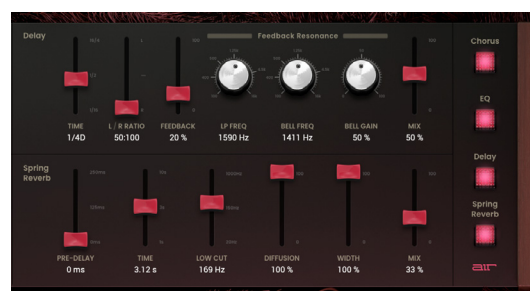 Delay
Feedback Resonance
Chorus
EQ
TIME L / R RATIO FEEDBACK LP FREQ BELL FREQ BELL GAIN MIX
1/4D 50:100 20 % 1590 Hz 1411 Hz 50 % 50 %
Delay
Spring
Reverb
Spring
Reverb
PRE-DELAY TIME LOW CUT DIFFUSION WIDTH MIX
0 ms 3.12 s 169 Hz 100 % 100 % 33 %
air